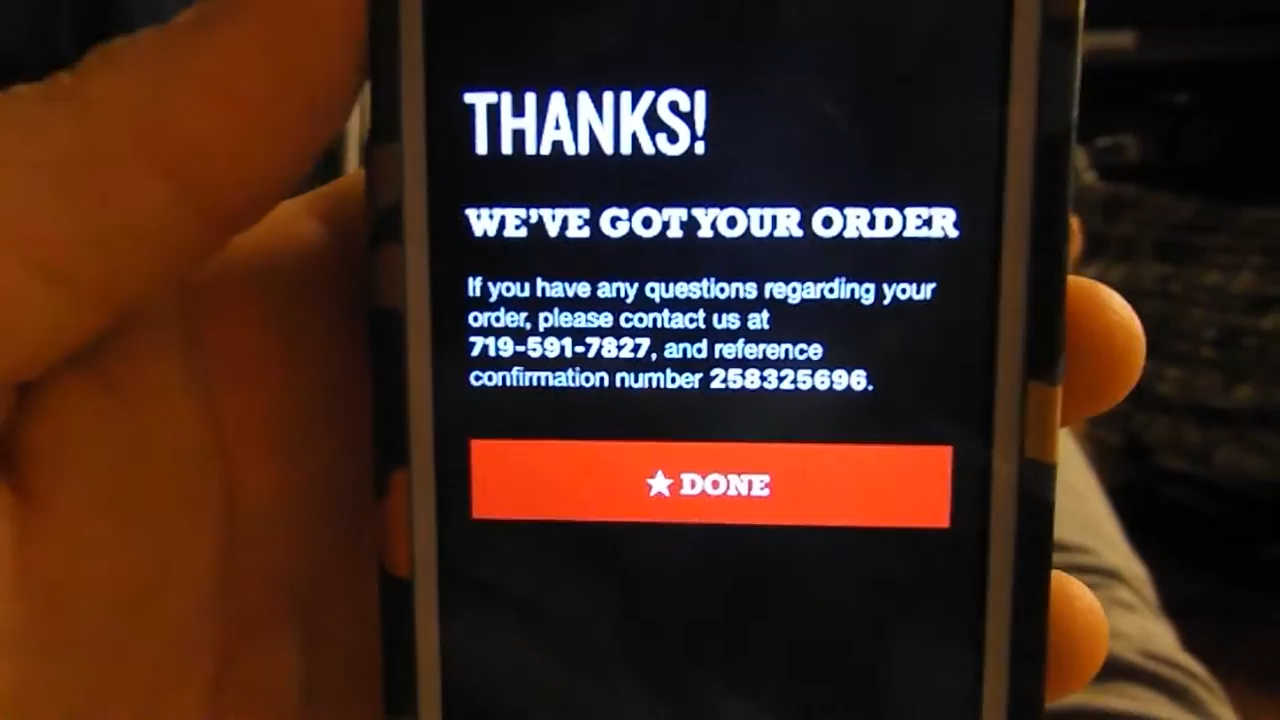 THANKS!
WE'VE GOT YOUR ORDER
If you have any questions regarding your
order, please contact us at
719-591-7827, and reference
confirmation number 258325696.
★ DONE